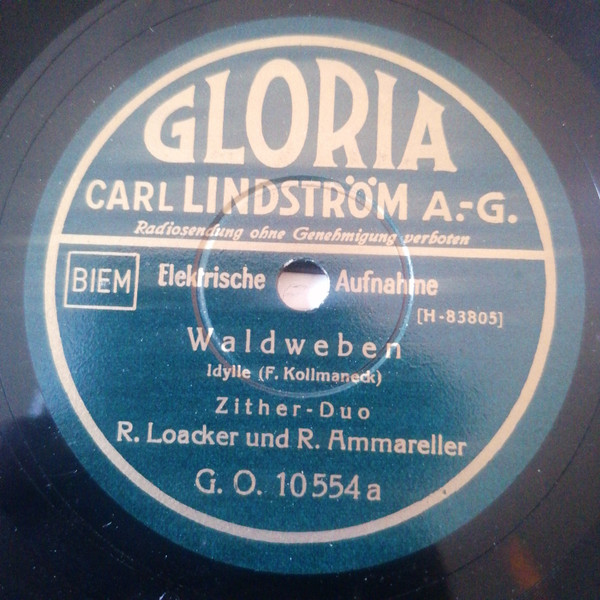 GLORIA
CARL LINDSTRÖM A.-G.
Radiosendung ohne Genehmigung verboten
BIEM Elektrische Aufnahme
[H-83805]
Waldweben
Idylle (F. Kollmaneck)
Zither-Duo
R. Loacker und R. Ammareller
G. O. 10554a